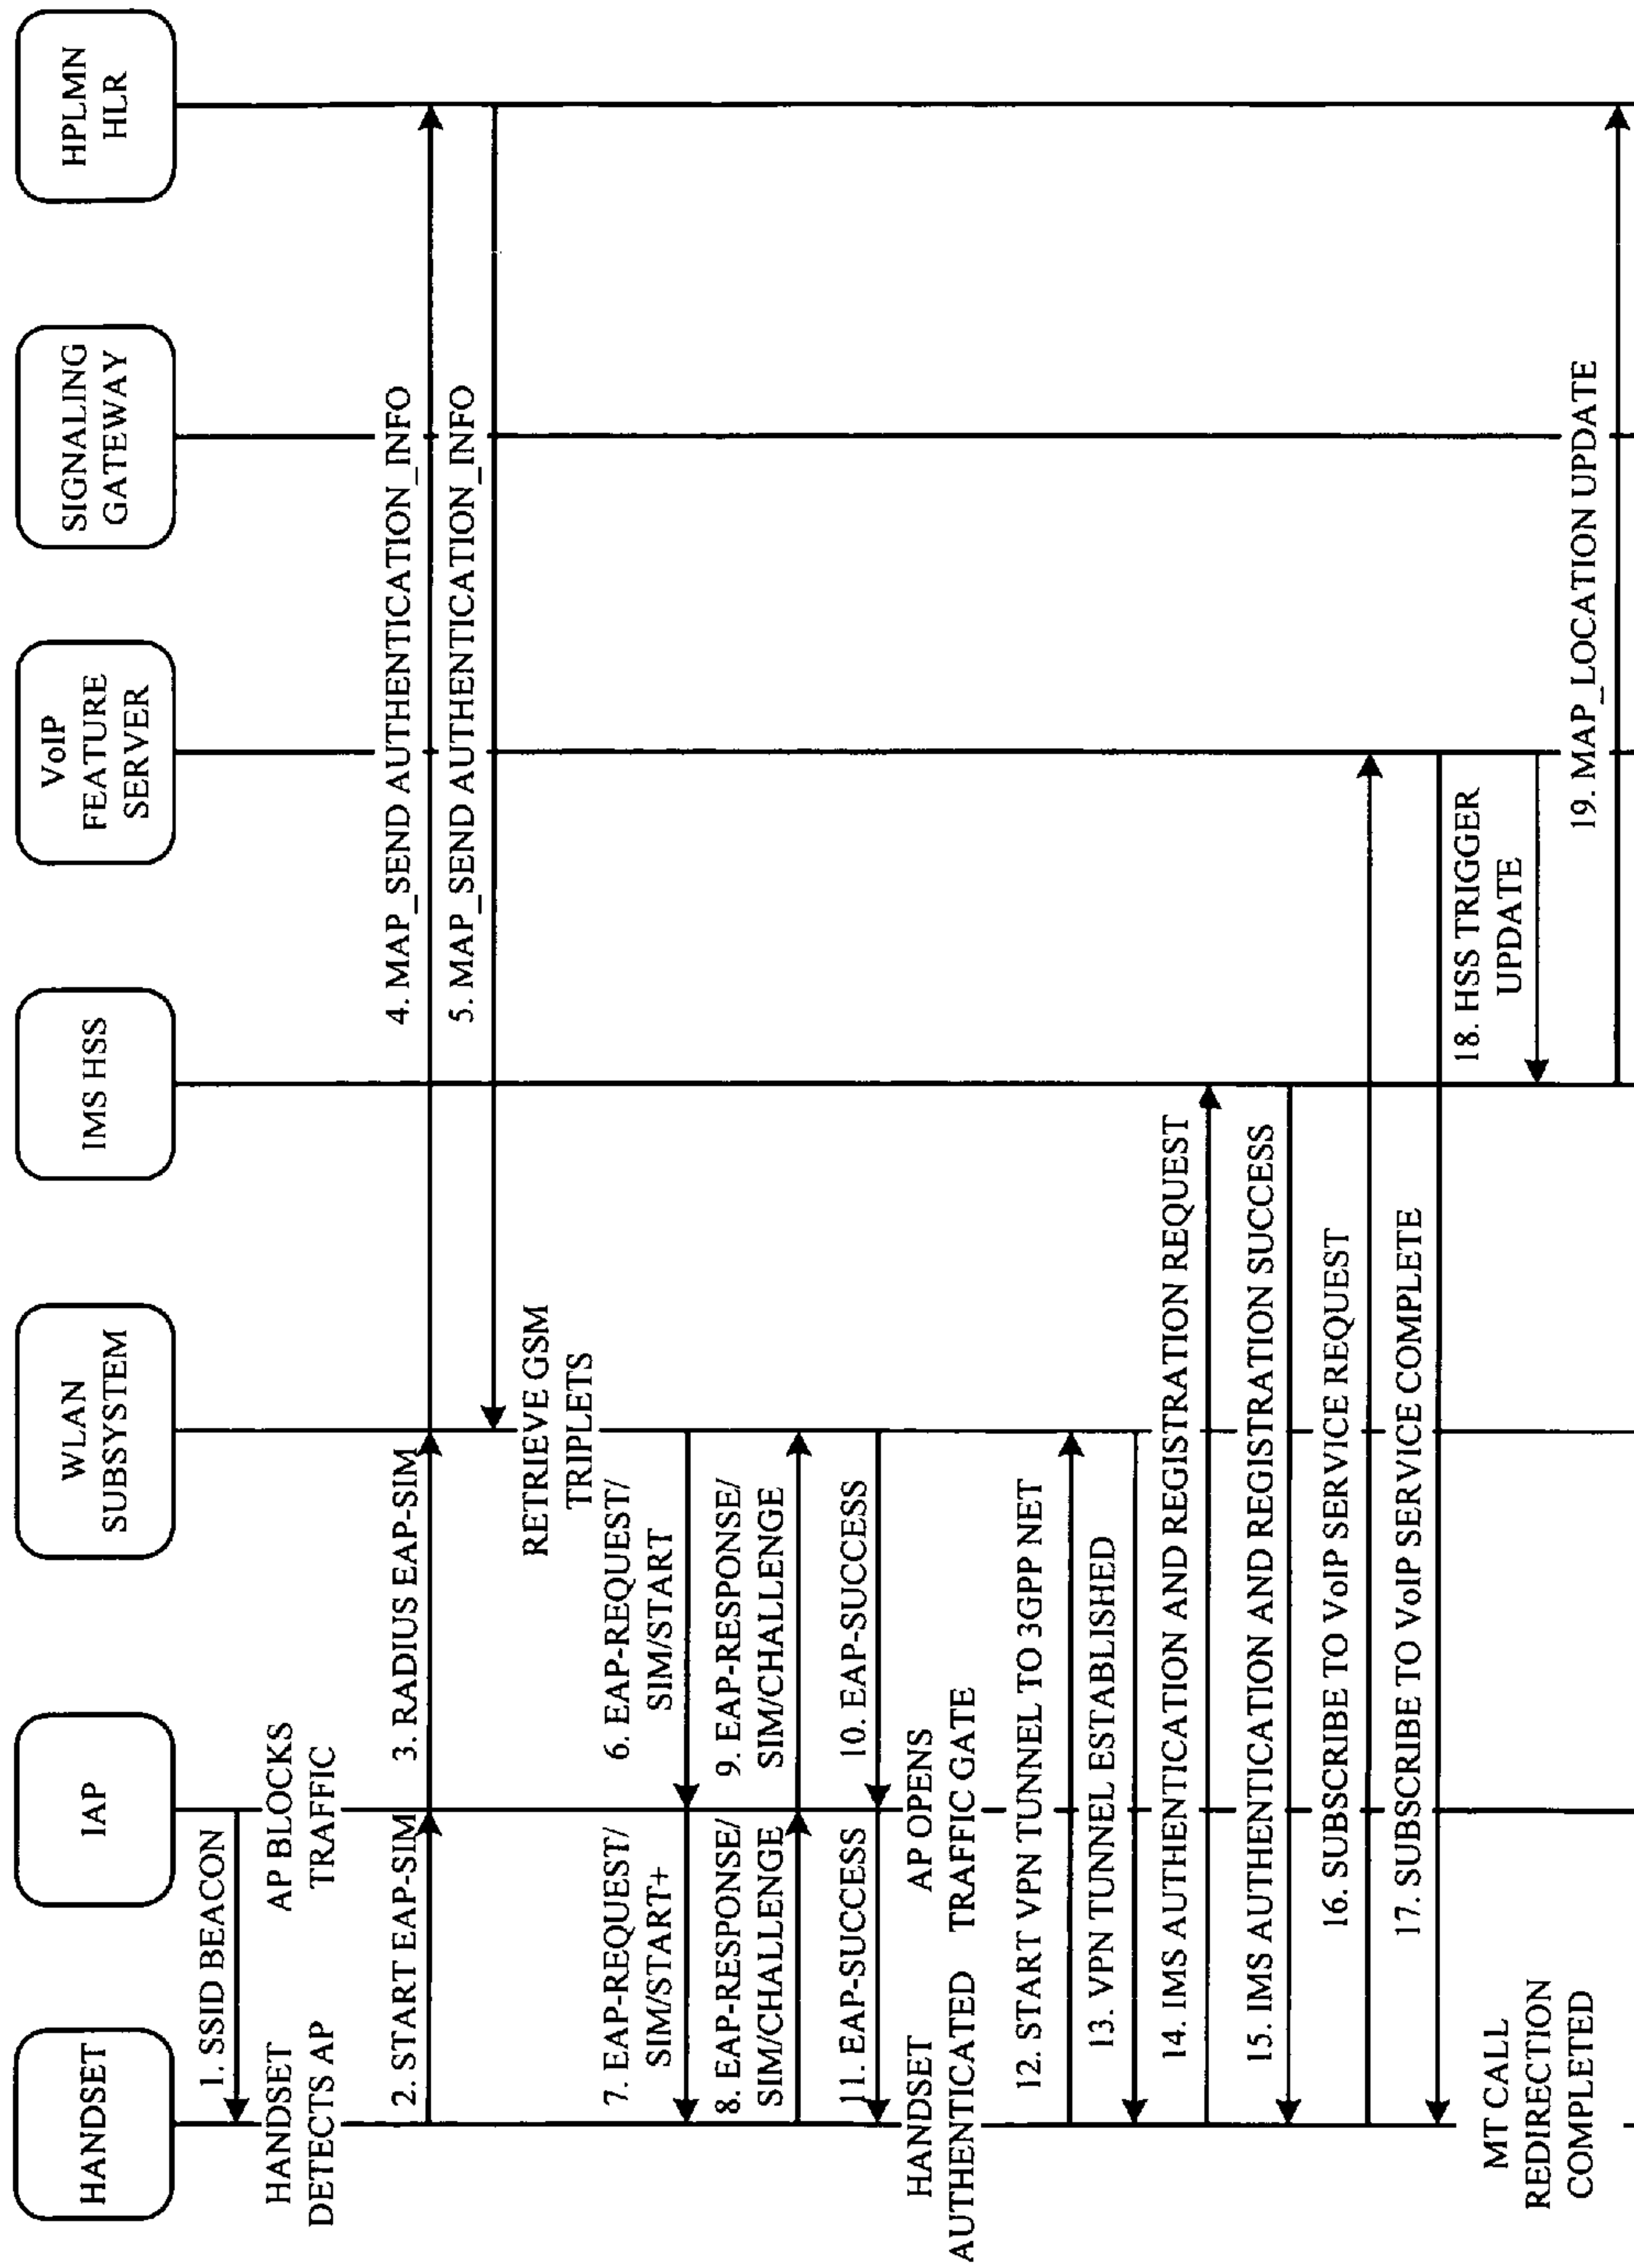 HANDSET
IAP
WLAN
SUBSYSTEM
IMS HSS
VoIP
FEATURE
SERVER
SIGNALING
GATEWAY
HPLMN
HLR
1. SSID BEACON
HANDSET
DETECTS AP
AP BLOCKS
TRAFFIC
2. START EAP-SIM
3. RADIUS EAP-SIM
4. MAP_SEND AUTHENTICATION_INFO
5. MAP_SEND AUTHENTICATION_INFO
RETRIEVE GSM
TRIPLETS
6. EAP-REQUEST/
SIM/START
7. EAP-REQUEST/
SIM/START+
8. EAP-RESPONSE/
SIM/CHALLENGE
9. EAP-RESPONSE/
SIM/CHALLENGE
10. EAP-SUCCESS
11. EAP-SUCCESS
HANDSET
AUTHENTICATED
AP OPENS
TRAFFIC GATE
12. START VPN TUNNEL TO 3GPP NET
13. VPN TUNNEL ESTABLISHED
14. IMS AUTHENTICATION AND REGISTRATION REQUEST
15. IMS AUTHENTICATION AND REGISTRATION SUCCESS
16. SUBSCRIBE TO VoIP SERVICE REQUEST
17. SUBSCRIBE TO VoIP SERVICE COMPLETE
18. HSS TRIGGER
UPDATE
MT CALL
REDIRECTION
COMPLETED
19. MAP_LOCATION UPDATE